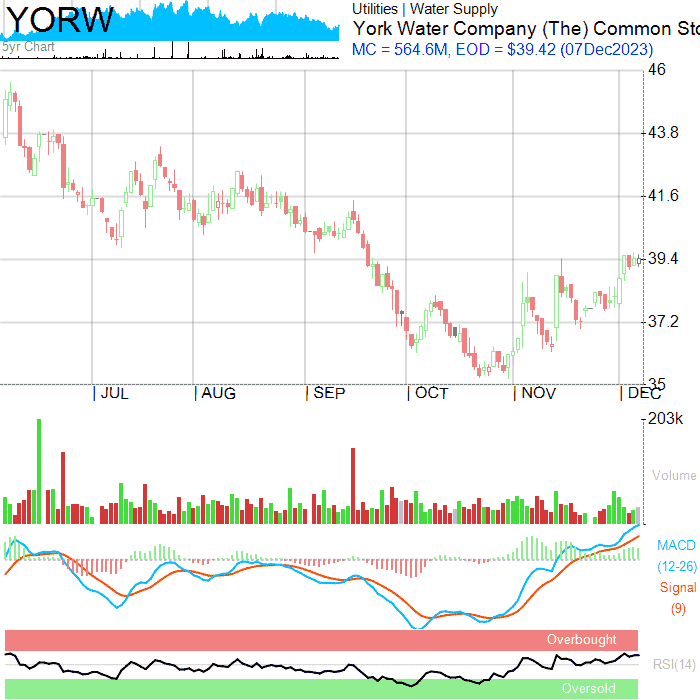 YORW
5yr Chart
Utilities | Water Supply
York Water Company (The) Common Sto
MC = 564.6M, EOD = $39.42 (07Dec2023)
46
43.8
41.6
39.4
37.2
35
JUL AUG SEP OCT NOV DEC
203k
Volume
MACD
(12-26)
Signal
(9)
Overbought
RSI(14)
Oversold